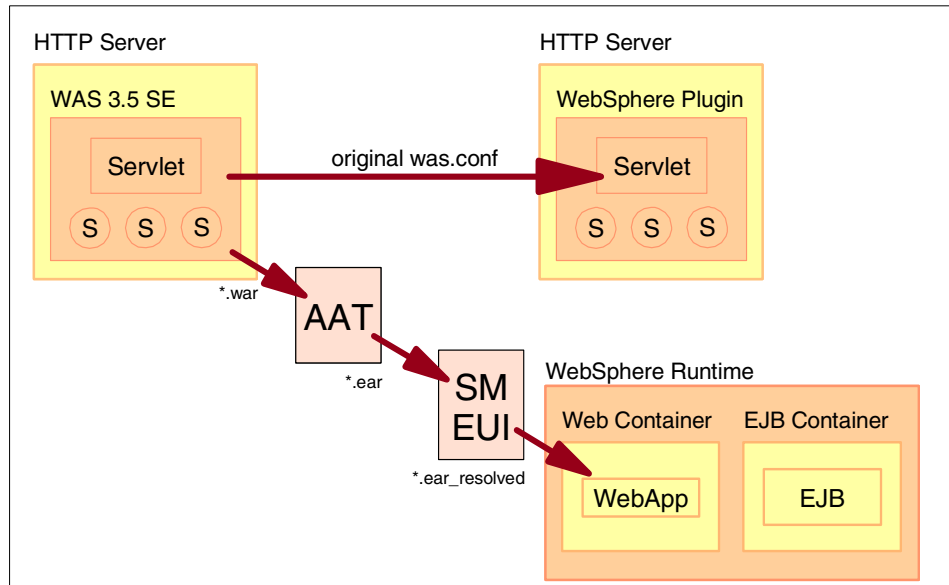 HTTP Server
WAS 3.5 SE
Servlet
S S S
original was.conf
HTTP Server
WebSphere Plugin
Servlet
S S S
*.war
AAT
*.ear
SM
EUI
*.ear_resolved
WebSphere Runtime
Web Container
WebApp
EJB Container
EJB